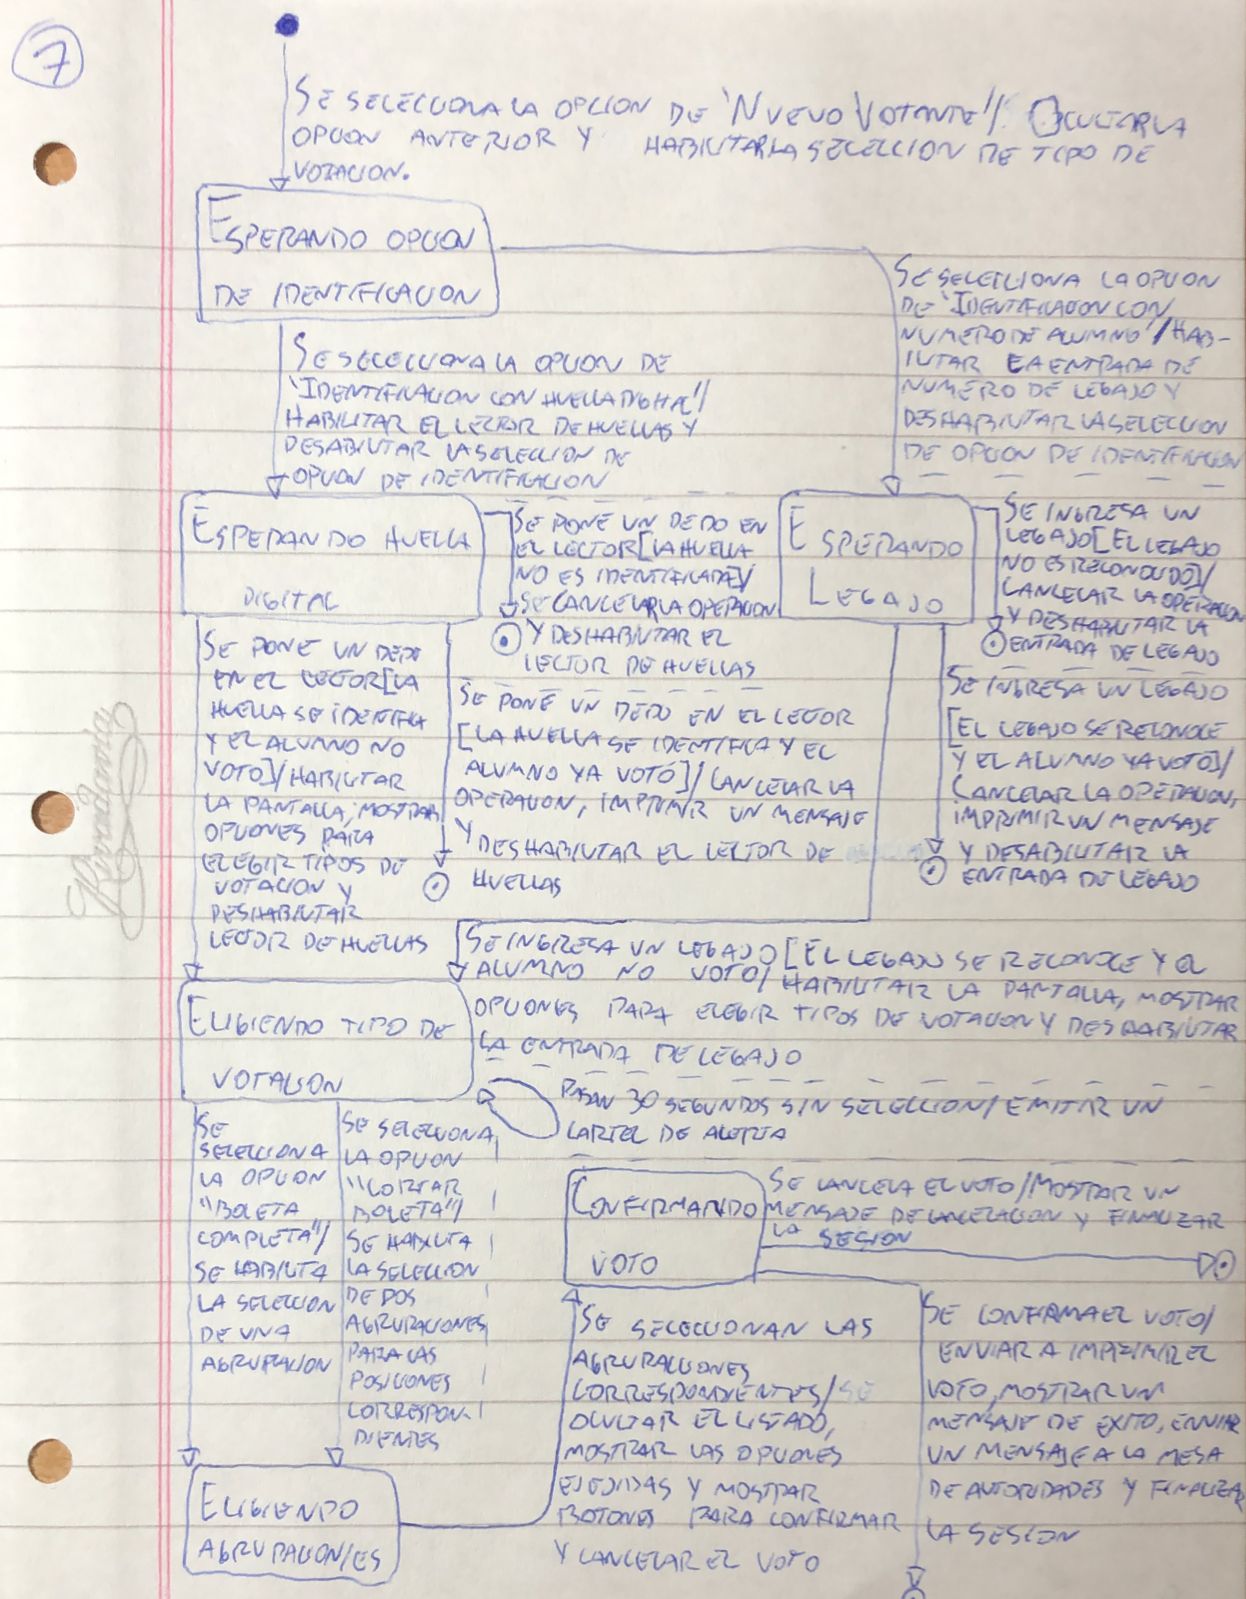 7
SE SELECCIONA LA OPCION DE 'NUEVO VOTANTE'/ OCULTAR LA
OPCION ANTERIOR Y HABILITAR LA SELECCION DE TIPO DE
VOTACION.
ESPERANDO OPCION
DE IDENTIFICACION
SE SELECCIONA LA OPCION
DE 'IDENTIFICACION CON
NUMERO DE ALUMNO'/HAB-
ILITAR LA ENTRADA DE
NUMERO DE LEGAJO Y
DESHABILITAR LA SELECCION
DE OPCION DE IDENTIFICACION
SE SELECCIONA LA OPCION DE
'IDENTIFICACION CON HUELLA DIGITAL'/
HABILITAR EL LECTOR DE HUELLAS Y
DESABILITAR LA SELECCION DE
OPCION DE IDENTIFICACION
ESPERANDO HUELLA
DIGITAL
SE PONE UN DEDO EN
EL LECTOR[LA HUELLA
NO ES IDENTIFICADA]/
SE CANCELAR LA OPERACION
Y DESHABILITAR EL
LECTOR DE HUELLAS
ESPERANDO
LEGAJO
SE INGRESA UN
LEGAJO[EL LEGAJO
NO ES RECONOCIDO]/
CANCELAR LA OPERACION
Y DESHABILITAR LA
ENTRADA DE LEGAJO
SE PONE UN DEDO
EN EL LECTOR[LA
HUELLA SE IDENTIFICA
Y EL ALUMNO NO
VOTO]/HABILITAR
LA PANTALLA, MOSTRAR
OPCIONES PARA
ELEGIR TIPOS DE
VOTACION Y
DESHABILITAR
LECTOR DE HUELLAS
SE PONE UN DEDO EN EL LECTOR
[LA HUELLA SE IDENTIFICA Y EL
ALUMNO YA VOTÓ]/CANCELAR LA
OPERACION, IMPRIMIR UN MENSAJE
Y DESHABILITAR EL LECTOR DE
HUELLAS
SE INGRESA UN LEGAJO
[EL LEGAJO SE RECONOCE
Y EL ALUMNO YA VOTO]/
CANCELAR LA OPERACION,
IMPRIMIR UN MENSAJE
Y DESABILITAR LA
ENTRADA DE LEGAJO
SE INGRESA UN LEGAJO [EL LEGAJO SE RECONOCE Y EL
ALUMNO NO VOTO/ HABILITAR LA PANTALLA, MOSTRAR
OPCIONES PARA ELEGIR TIPOS DE VOTACION Y DESHABILITAR
LA ENTRADA DE LEGAJO
ELIGIENDO TIPO DE
VOTACION
PASAN 30 SEGUNDOS SIN SELECCION/ EMITIR UN
CARTEL DE ALERTA
SE
SELECCIONA
LA OPCION
"BOLETA
COMPLETA"/
SE HABILITA
LA SELECCION
DE UNA
AGRUPACION
SE SELECCIONA
LA OPCION
"CORTAR
BOLETA"/
SE HABILITA
LA SELECCION
DE DOS
AGRUPACIONES
PARA LAS
POSICIONES
CORRESPON-
DIENTES
CONFIRMANDO
VOTO
SE CANCELA EL VOTO/MOSTRAR UN
MENSAJE DE CANCELACION Y FINALIZAR
LA SESION
SE SELECCIONAN LAS
AGRUPACIONES
CORRESPONDIENTES/SE
OCULTAR EL LISTADO,
MOSTRAR LAS OPCIONES
EJEJIDAS Y MOSTRAR
BOTONES PARA CONFIRMAR
Y CANCELAR EL VOTO
SE CONFIRMA EL VOTO/
ENVIAR A IMPRIMIR EL
VOTO, MOSTRAR UN
MENSAJE DE EXITO, ENVIAR
UN MENSAJE A LA MESA
DE AUTORIDADES Y FINALIZAR
LA SESION
ELIGIENDO
AGRUPACION/ES